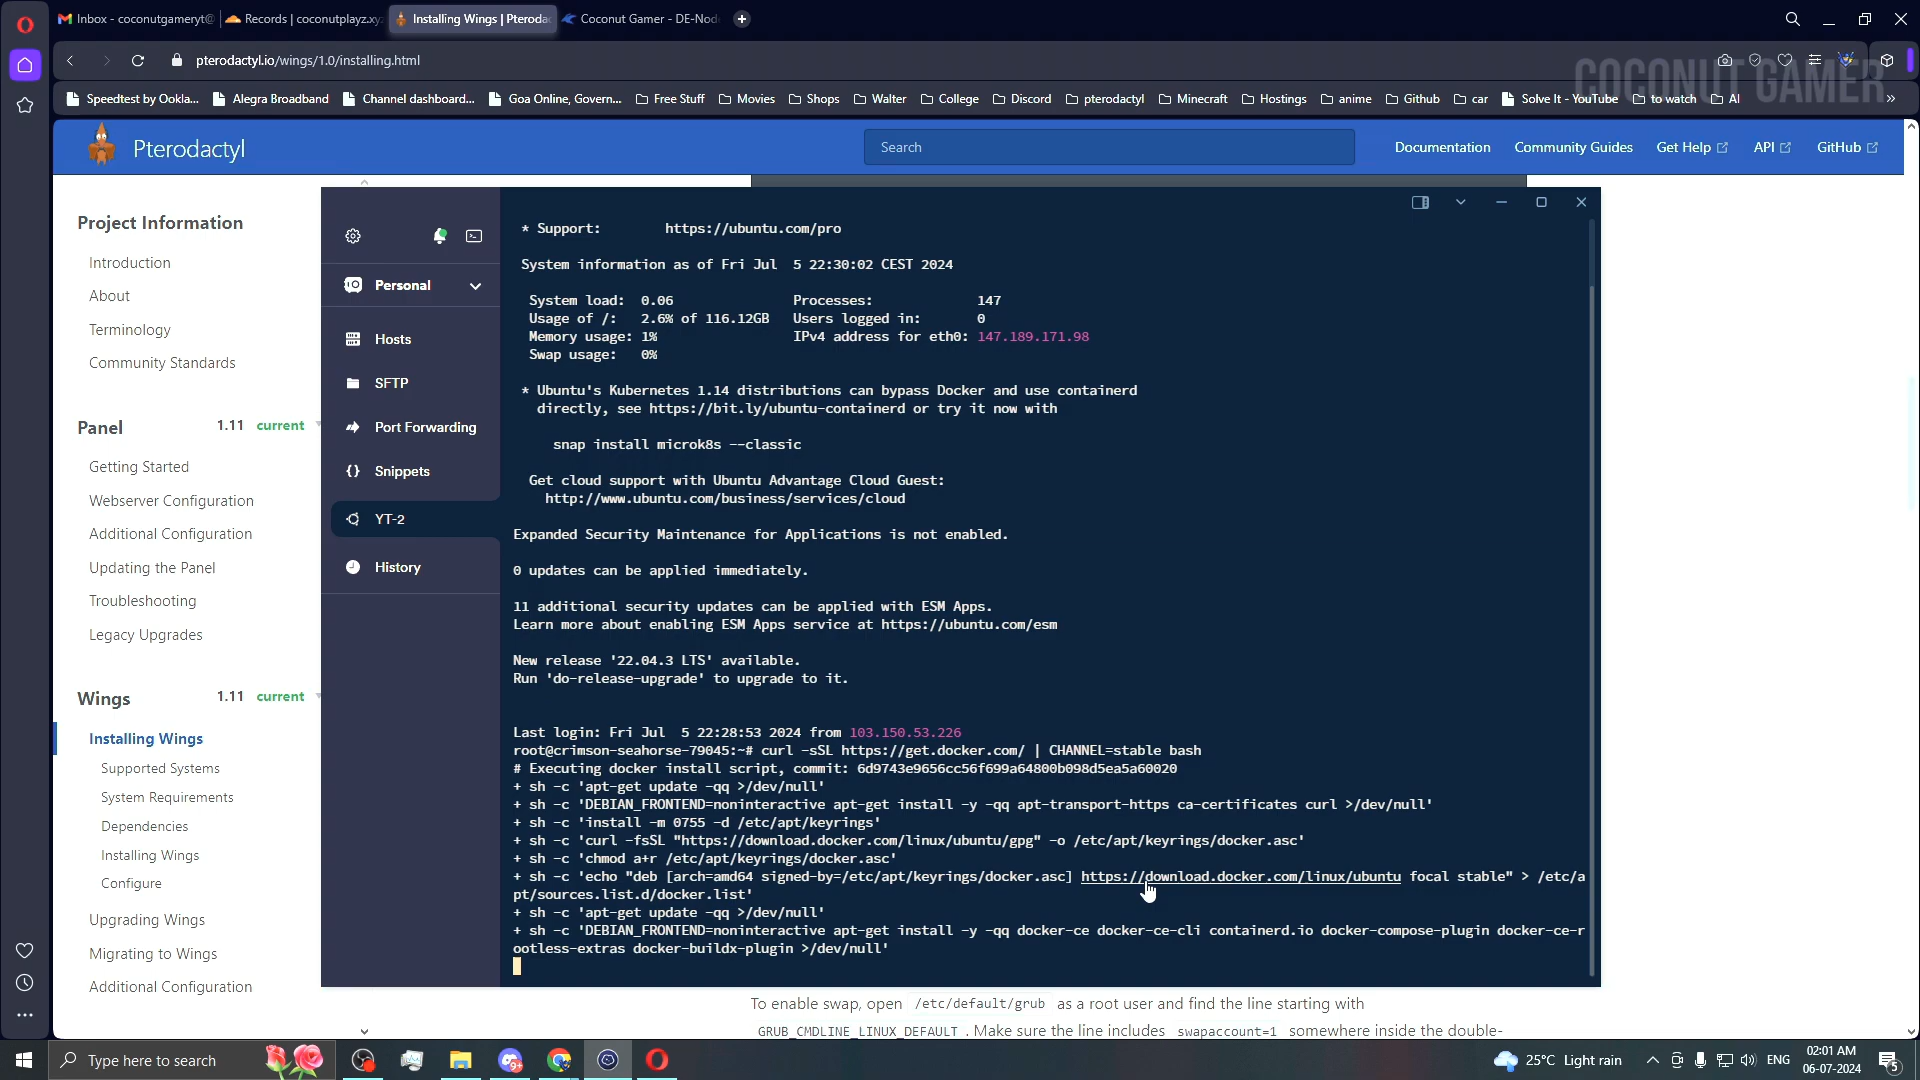 Inbox - coconutgameryt@
Records | coconutplayz.xy
Installing Wings | Pteroda
Coconut Gamer - DE-Nod
pterodactyl.io/wings/1.0/installing.html
COCONUT GAMER
Speedtest by Ookla...
Alegra Broadband
Channel dashboard...
Goa Online, Govern...
Free Stuff
Movies
Shops
Walter
College
Discord
pterodactyl
Minecraft
Hostings
anime
Github
car
Solve It - YouTube
to watch
AI
»
Pterodactyl
Search
Documentation
Community Guides
Get Help
API
GitHub
Project Information
Introduction
About
Terminology
Community Standards
Panel 1.11 current
Getting Started
Webserver Configuration
Additional Configuration
Updating the Panel
Troubleshooting
Legacy Upgrades
Wings 1.11 current
Installing Wings
Supported Systems
System Requirements
Dependencies
Installing Wings
Configure
Upgrading Wings
Migrating to Wings
Additional Configuration
Personal
Hosts
SFTP
Port Forwarding
Snippets
YT-2
History
* Support: https://ubuntu.com/pro
System information as of Fri Jul 5 22:30:02 CEST 2024
System load: 0.06 Processes: 147
Usage of /: 2.6% of 116.12GB Users logged in: 0
Memory usage: 1% IPv4 address for eth0: 147.189.171.98
Swap usage: 0%
* Ubuntu's Kubernetes 1.14 distributions can bypass Docker and use containerd
directly, see https://bit.ly/ubuntu-containerd or try it now with
snap install microk8s --classic
Get cloud support with Ubuntu Advantage Cloud Guest:
http://www.ubuntu.com/business/services/cloud
Expanded Security Maintenance for Applications is not enabled.
0 updates can be applied immediately.
11 additional security updates can be applied with ESM Apps.
Learn more about enabling ESM Apps service at https://ubuntu.com/esm
New release '22.04.3 LTS' available.
Run 'do-release-upgrade' to upgrade to it.
Last login: Fri Jul 5 22:28:53 2024 from 103.150.53.226
root@crimson-seahorse-79045:~# curl -sSL https://get.docker.com/ | CHANNEL=stable bash
# Executing docker install script, commit: 6d9743e9656cc56f699a64800b098d5ea5a60020
+ sh -c 'apt-get update -qq >/dev/null'
+ sh -c 'DEBIAN_FRONTEND=noninteractive apt-get install -y -qq apt-transport-https ca-certificates curl >/dev/null'
+ sh -c 'install -m 0755 -d /etc/apt/keyrings'
+ sh -c 'curl -fsSL "https://download.docker.com/linux/ubuntu/gpg" -o /etc/apt/keyrings/docker.asc'
+ sh -c 'chmod a+r /etc/apt/keyrings/docker.asc'
+ sh -c 'echo "deb [arch=amd64 signed-by=/etc/apt/keyrings/docker.asc] https://download.docker.com/linux/ubuntu focal stable" > /etc/a
pt/sources.list.d/docker.list'
+ sh -c 'apt-get update -qq >/dev/null'
+ sh -c 'DEBIAN_FRONTEND=noninteractive apt-get install -y -qq docker-ce docker-ce-cli containerd.io docker-compose-plugin docker-ce-r
ootless-extras docker-buildx-plugin >/dev/null'
To enable swap, open /etc/default/grub as a root user and find the line starting with
GRUB_CMDLINE_LINUX_DEFAULT . Make sure the line includes swapaccount=1 somewhere inside the double-
Type here to search
25°C Light rain
ENG
02:01 AM
06-07-2024
5